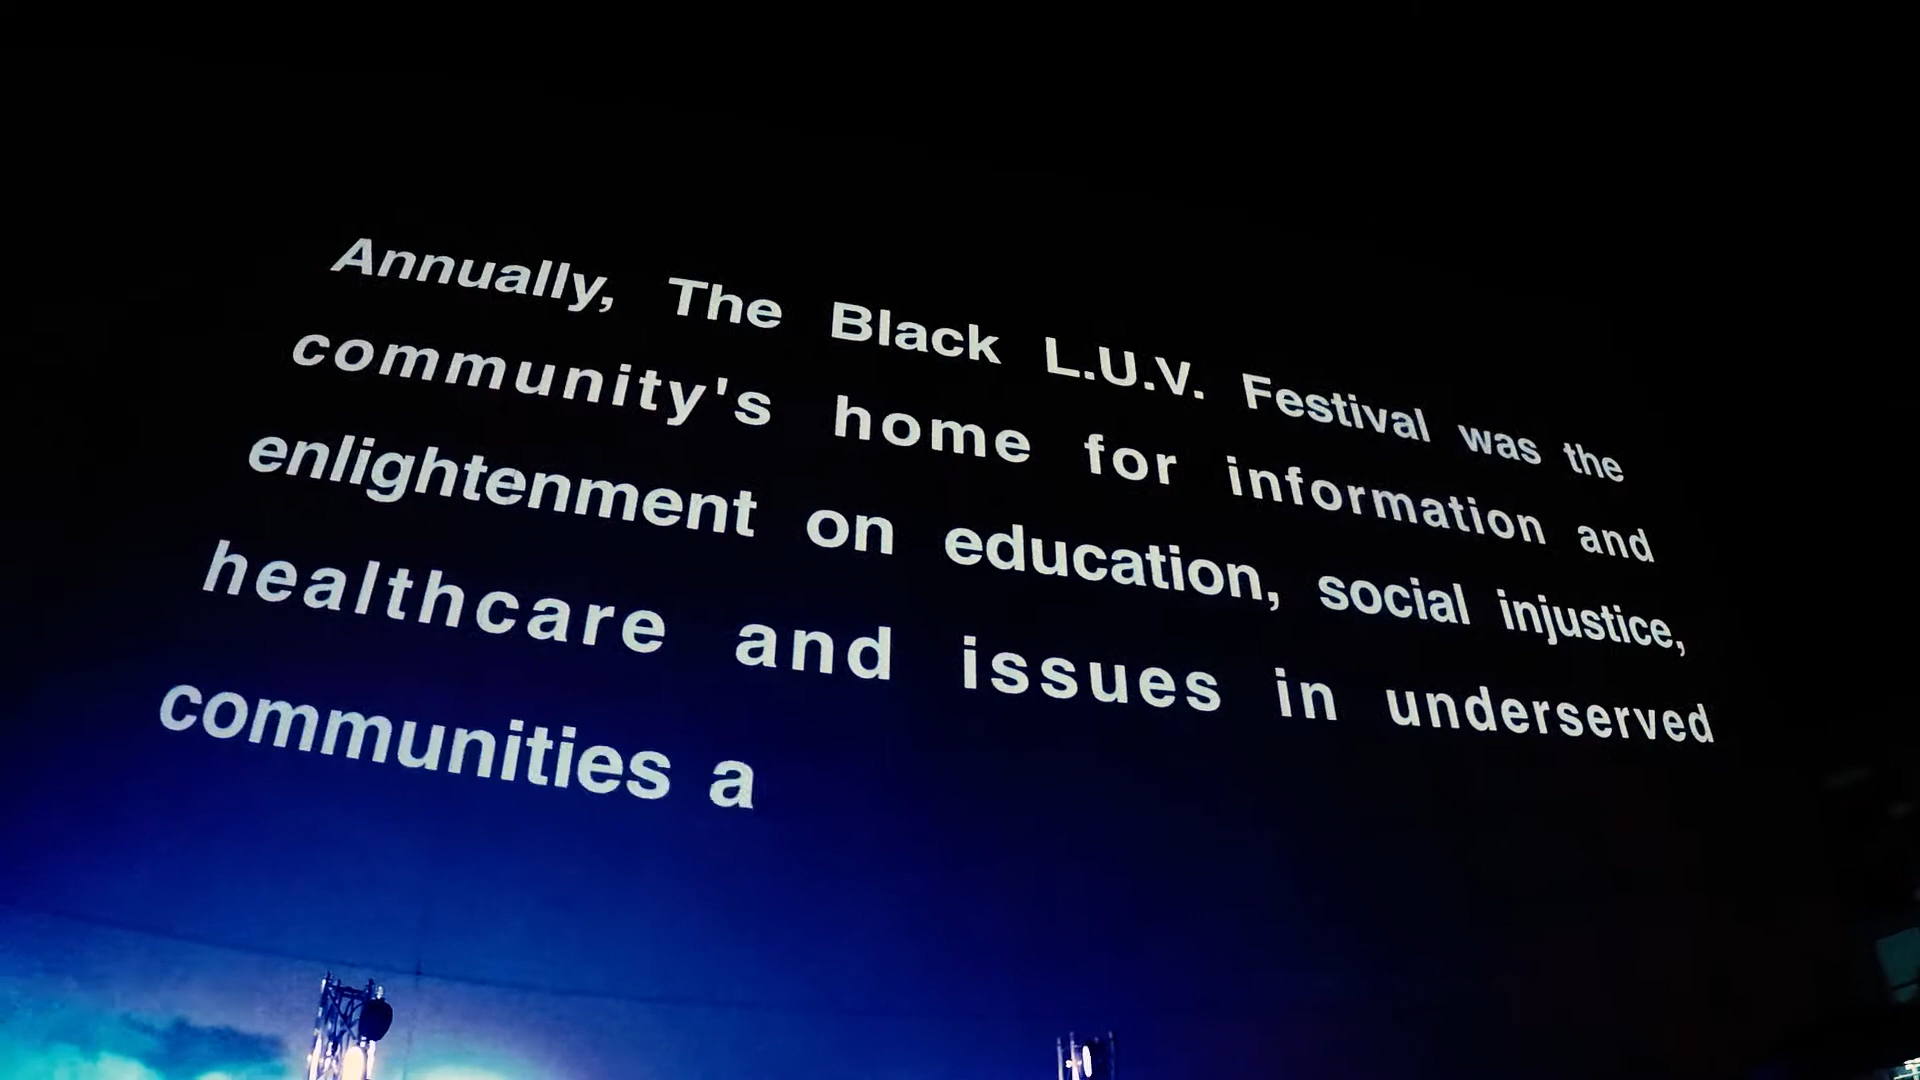 Annually, The Black L.U.V. Festival was the
community's home for information and
enlightenment on education, social injustice,
healthcare and issues in underserved
communities a